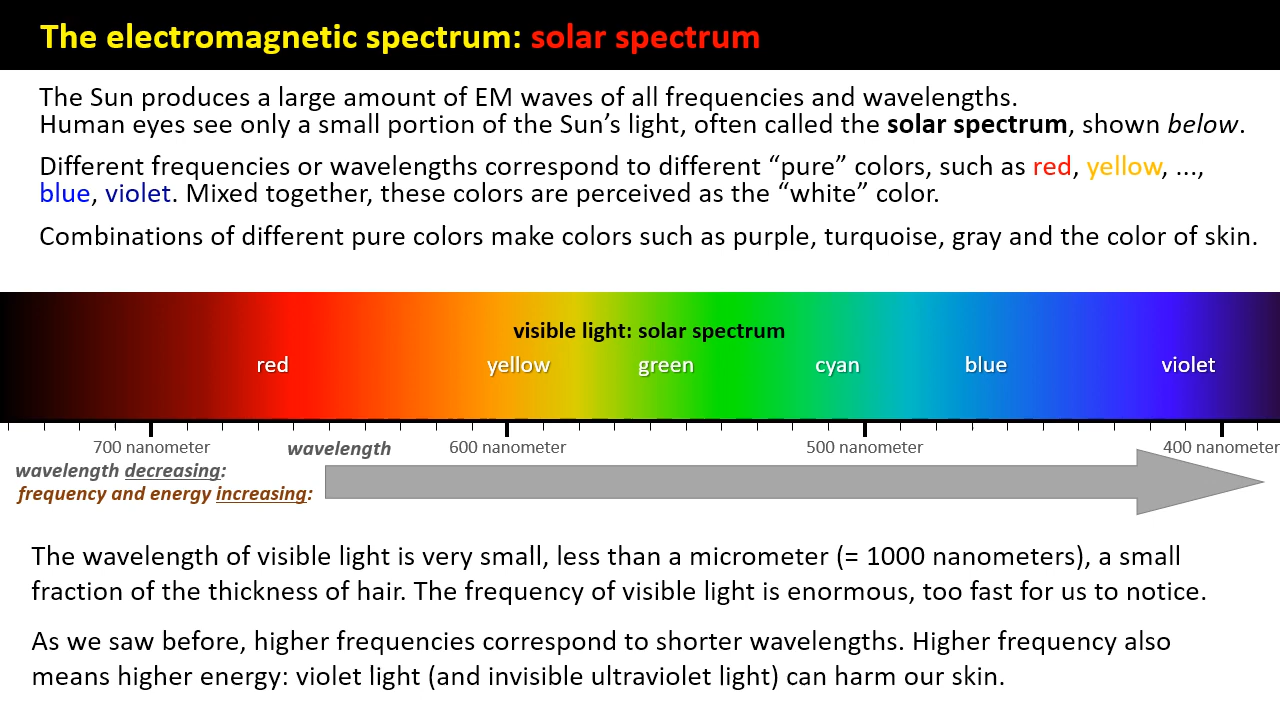 The electromagnetic spectrum: solar spectrum
The Sun produces a large amount of EM waves of all frequencies and wavelengths.
Human eyes see only a small portion of the Sun’s light, often called the solar spectrum, shown below.
Different frequencies or wavelengths correspond to different “pure” colors, such as red, yellow, ...,
blue, violet. Mixed together, these colors are perceived as the “white” color.
Combinations of different pure colors make colors such as purple, turquoise, gray and the color of skin.
visible light: solar spectrum
red yellow green cyan blue violet
700 nanometer wavelength 600 nanometer 500 nanometer 400 nanometer
wavelength decreasing:
frequency and energy increasing:
The wavelength of visible light is very small, less than a micrometer (= 1000 nanometers), a small
fraction of the thickness of hair. The frequency of visible light is enormous, too fast for us to notice.
As we saw before, higher frequencies correspond to shorter wavelengths. Higher frequency also
means higher energy: violet light (and invisible ultraviolet light) can harm our skin.